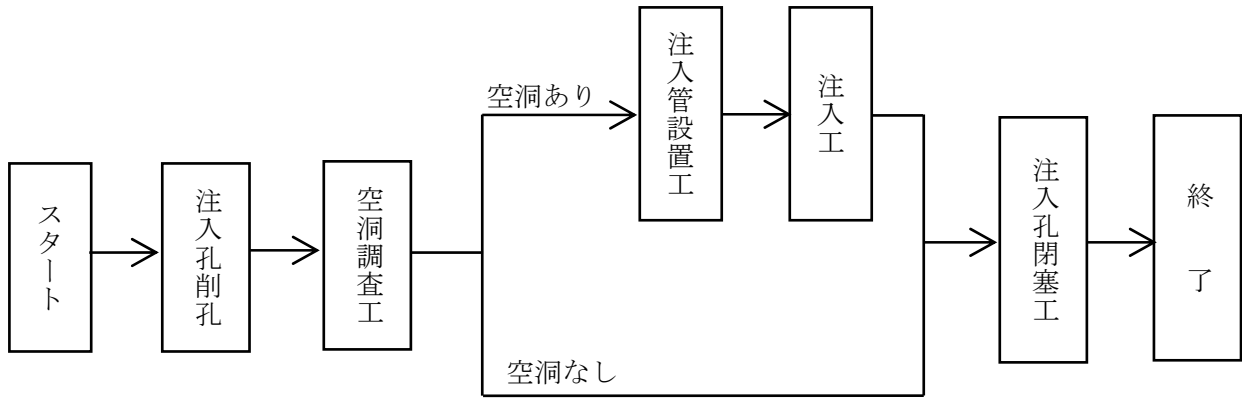 スタート
注入孔削孔
空洞調査工
空洞あり
注入管設置工
注入工
空洞なし
注入孔閉塞工
終了